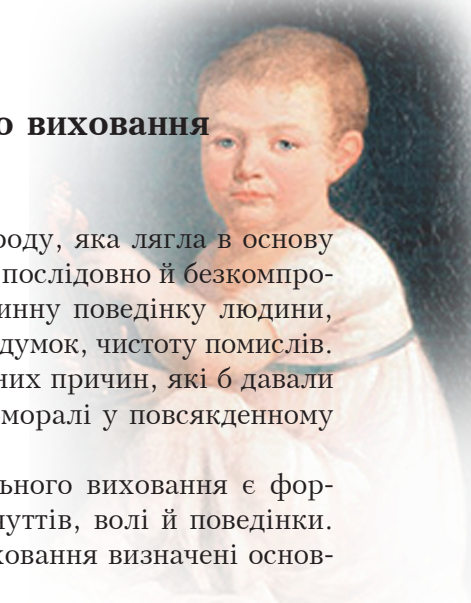 о виховання
роду, яка лягла в основу
послідовно й безкомпро-
инну поведінку людини,
думок, чистоту помислів.
них причин, які б давали
моралі у повсякденному
ьного виховання є фор-
чуттів, волі й поведінки.
ховання визначені основ-